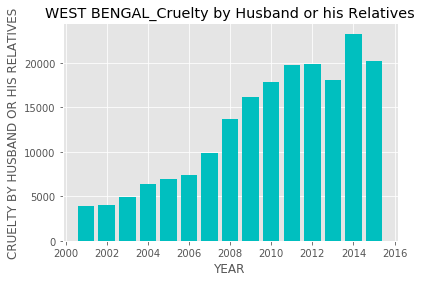 WEST BENGAL_Cruelty by Husband or his Relatives
CRUELTY BY HUSBAND OR HIS RELATIVES
20000
15000
10000
5000
0
2000 2002 2004 2006 2008 2010 2012 2014 2016
YEAR